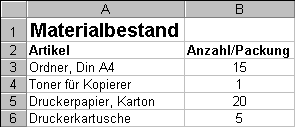 A B
1 Materialbestand
2 Artikel Anzahl/Packung
3 Ordner, Din A4 15
4 Toner für Kopierer 1
5 Druckerpapier, Karton 20
6 Druckerkartusche 5